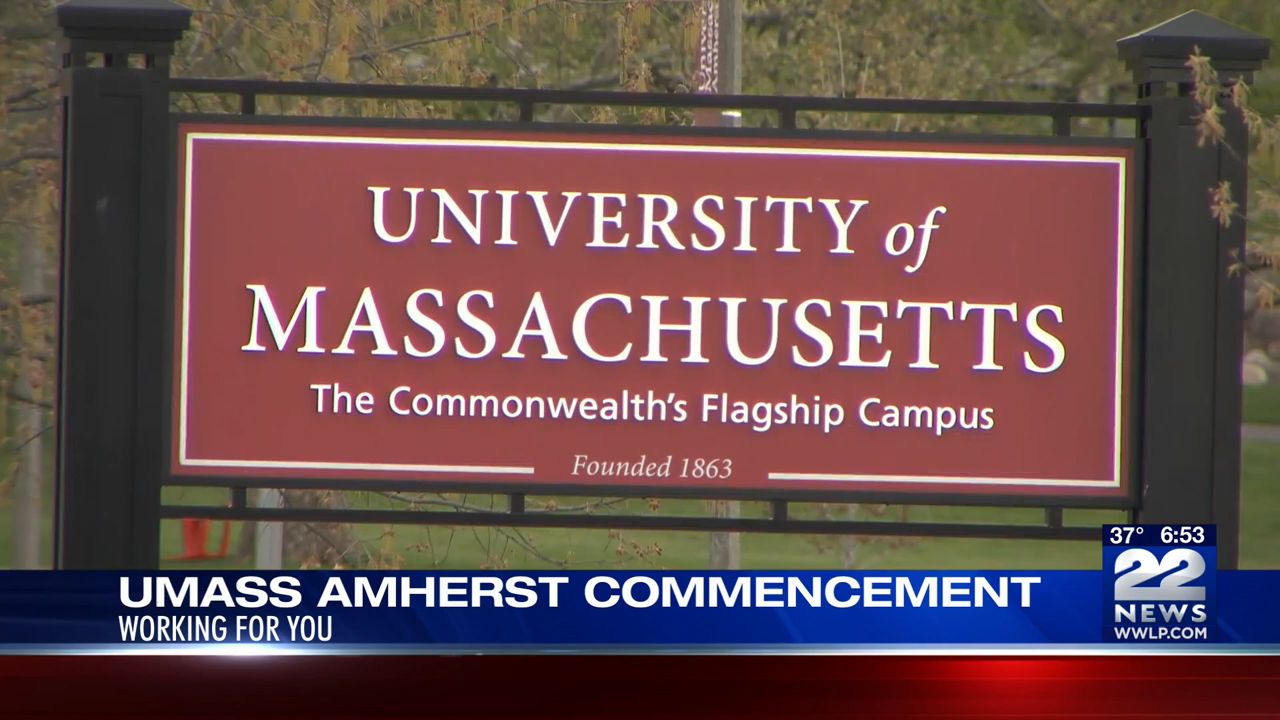 UNIVERSITY of
MASSACHUSETTS
The Commonwealth's Flagship Campus
Founded 1863
37° 6:53
22
NEWS
WWLP.COM
UMASS AMHERST COMMENCEMENT
WORKING FOR YOU